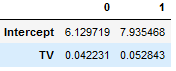 0 1
Intercept 6.129719 7.935468
TV 0.042231 0.052843